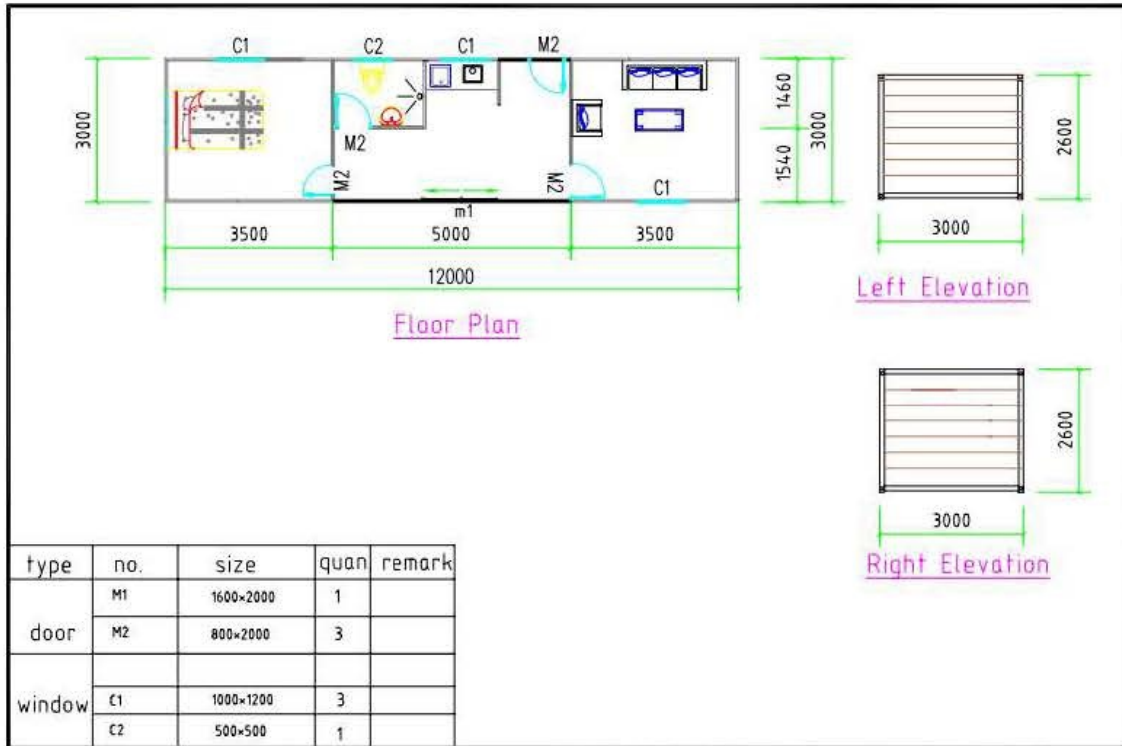 C1 C2 C1 M2
3000 1460 3000
M2 1540
M2 M2 C1
m1
3500 5000 3500
12000
Floor Plan
2600
3000
Left Elevation
2600
3000
Right Elevation
type no. size quan remark
M1 1600×2000 1
door M2 800×2000 3
window C1 1000×1200 3
C2 500×500 1